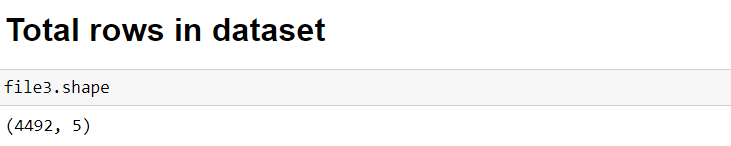 Total rows in dataset
file3.shape
(4492, 5)